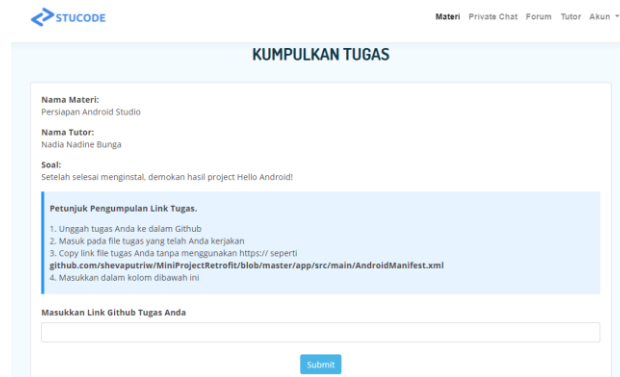 STUCODE
Materi Private Chat Forum Tutor Akun
KUMPULKAN TUGAS
Nama Materi:
Persiapan Android Studio
Nama Tutor:
Nadia Nadine Bunga
Soal:
Setelah selesai menginstal, demokan hasil project Hello Android!
Petunjuk Pengumpulan Link Tugas.
1. Unggah tugas Anda ke dalam Github
2. Masuk pada file tugas yang telah Anda kerjakan
3. Copy link file tugas Anda tanpa menggunakan https:// seperti
github.com/shevaputriw/MiniProjectRetrofit/blob/master/app/src/main/AndroidManifest.xml
4. Masukkan dalam kolom dibawah ini
Masukkan Link Github Tugas Anda
Submit